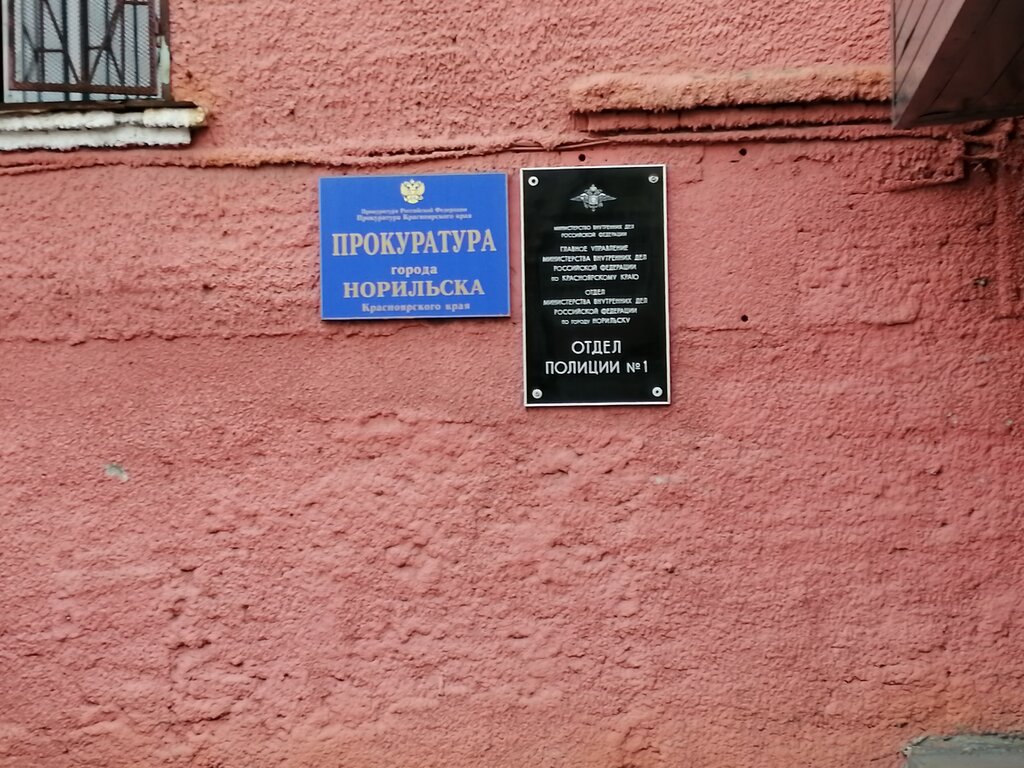 Прокуратура Российской Федерации
Прокуратура Красноярского края
ПРОКУРАТУРА
города
НОРИЛЬСКА
Красноярского края
МИНИСТЕРСТВО ВНУТРЕННИХ ДЕЛ
РОССИЙСКОЙ ФЕДЕРАЦИИ
ГЛАВНОЕ УПРАВЛЕНИЕ
МИНИСТЕРСТВА ВНУТРЕННИХ ДЕЛ
РОССИЙСКОЙ ФЕДЕРАЦИИ
ПО КРАСНОЯРСКОМУ КРАЮ
ОТДЕЛ
МИНИСТЕРСТВА ВНУТРЕННИХ ДЕЛ
РОССИЙСКОЙ ФЕДЕРАЦИИ
ПО ГОРОДУ НОРИЛЬСКУ
ОТДЕЛ
ПОЛИЦИИ №1